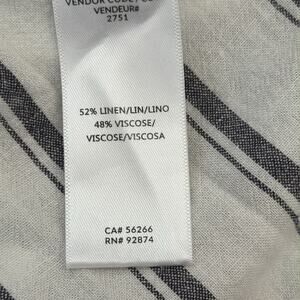 VENDOR CODE/
VENDEUR#
2751
52% LINEN/LIN/LINO
48% VISCOSE/
VISCOSE/VISCOSA
CA# 56266
RN# 92874